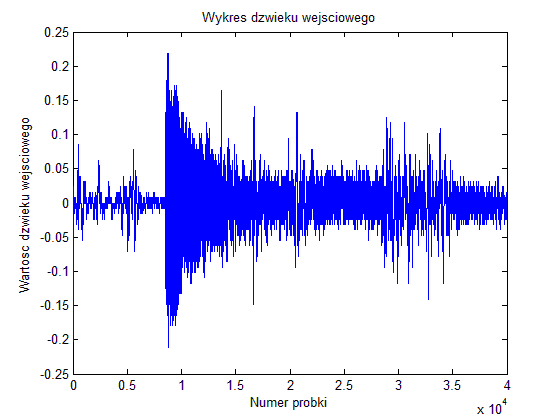 Wykres dzwieku wejsciowego
Wartosc dzwieku wejsciowego
0.25
0.2
0.15
0.1
0.05
0
-0.05
-0.1
-0.15
-0.2
-0.25
0 0.5 1 1.5 2 2.5 3 3.5 4
Numer probki
x 10^4